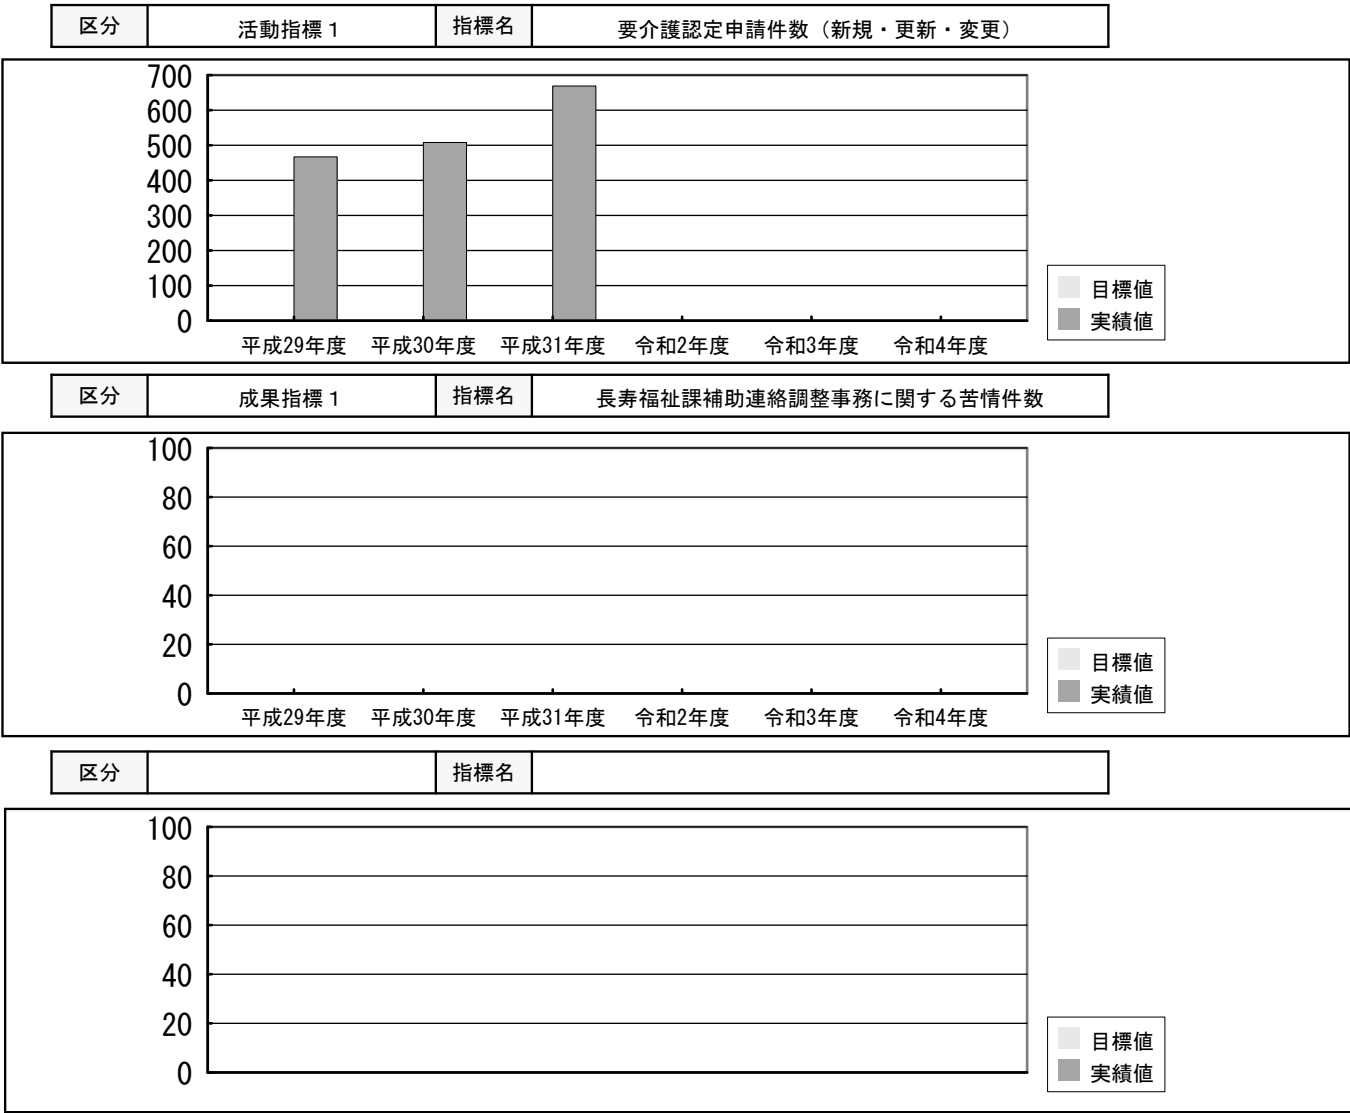 区分 活動指標１ 指標名 要介護認定申請件数（新規・更新・変更）
700
600
500
400
300
200
100
0
平成29年度 平成30年度 平成31年度 令和2年度 令和3年度 令和4年度
目標値
実績値
区分 成果指標１ 指標名 長寿福祉課補助連絡調整事務に関する苦情件数
100
80
60
40
20
0
平成29年度 平成30年度 平成31年度 令和2年度 令和3年度 令和4年度
目標値
実績値
区分 指標名
100
80
60
40
20
0
目標値
実績値